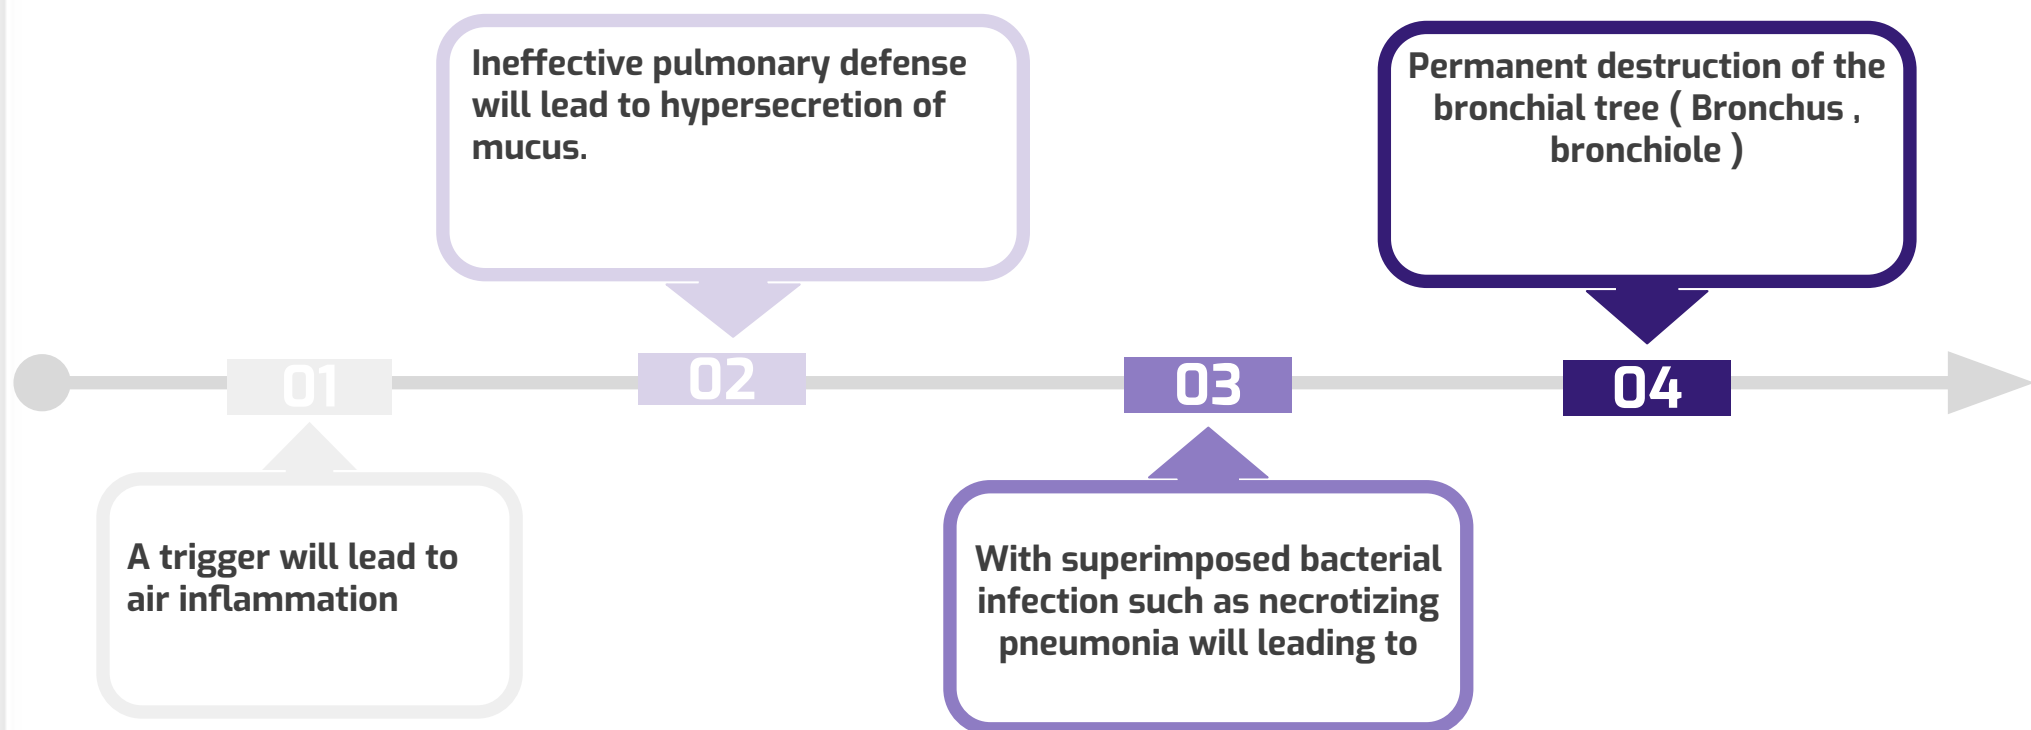 01
A trigger will lead to
air inflammation
02
Ineffective pulmonary defense
will lead to hypersecretion of
mucus.
03
With superimposed bacterial
infection such as necrotizing
pneumonia will leading to
04
Permanent destruction of the
bronchial tree ( Bronchus ,
bronchiole )